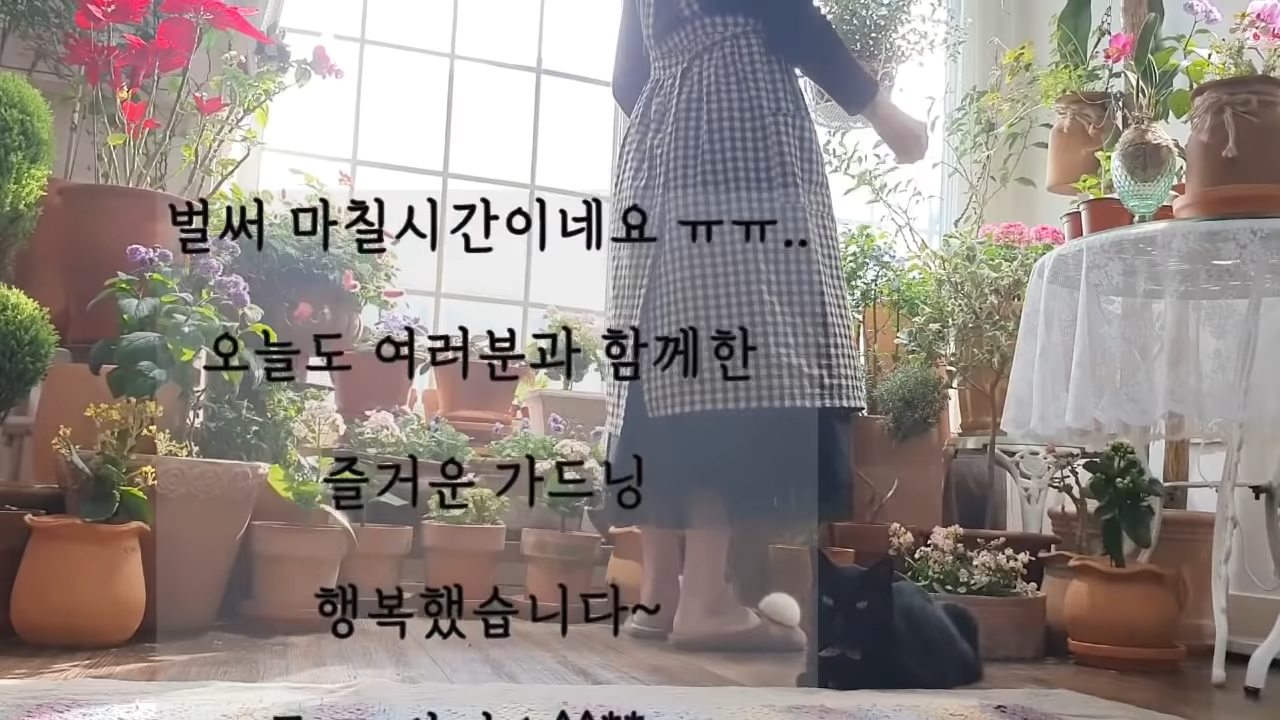 벌써 마칠시간이네요 ㅠㅠ..
오늘도 여러분과 함께한
즐거운 가드닝
행복했습니다~